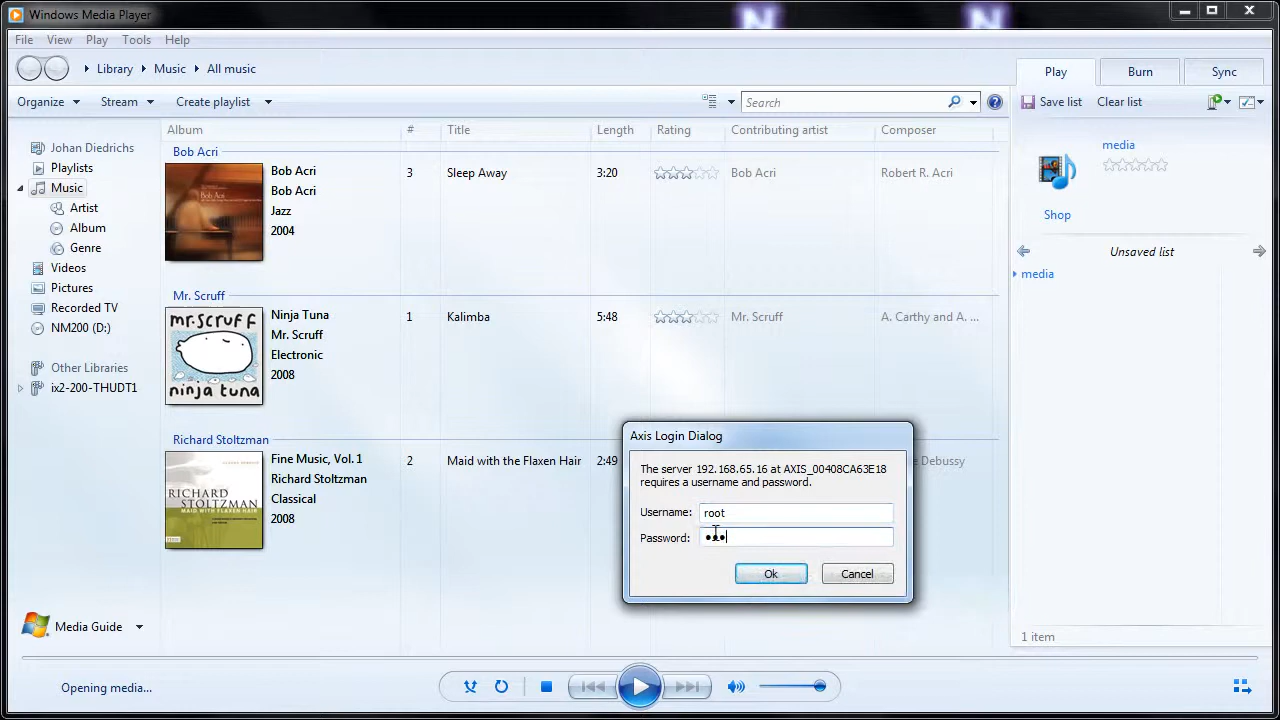 Windows Media Player
File View Play Tools Help
Library Music All music
Play Burn Sync
Organize Stream Create playlist
Search
Save list Clear list
Album # Title Length Rating Contributing artist Composer
Johan Diedrichs
Playlists
Music
Artist
Album
Genre
Videos
Pictures
Recorded TV
NM200 (D:)
Other Libraries
ix2-200-THUDT1
Bob Acri
Bob Acri
Bob Acri
Jazz
2004
3 Sleep Away 3:20 Bob Acri Robert R. Acri
Mr. Scruff
mr.scruff
ninja tuna
Ninja Tuna
Mr. Scruff
Electronic
2008
1 Kalimba 5:48 Mr. Scruff A. Carthy and A. ...
Richard Stoltzman
RICHARD
STOLTZMAN
MAID WITH THE FLAXEN HAIR
Fine Music, Vol. 1
Richard Stoltzman
Classical
2008
2 Maid with the Flaxen Hair 2:49 Debussy
media
Shop
Unsaved list
media
1 item
Axis Login Dialog
The server 192.168.65.16 at AXIS_00408CA63E18
requires a username and password.
Username: root
Password: •••
Ok Cancel
Media Guide
Opening media...